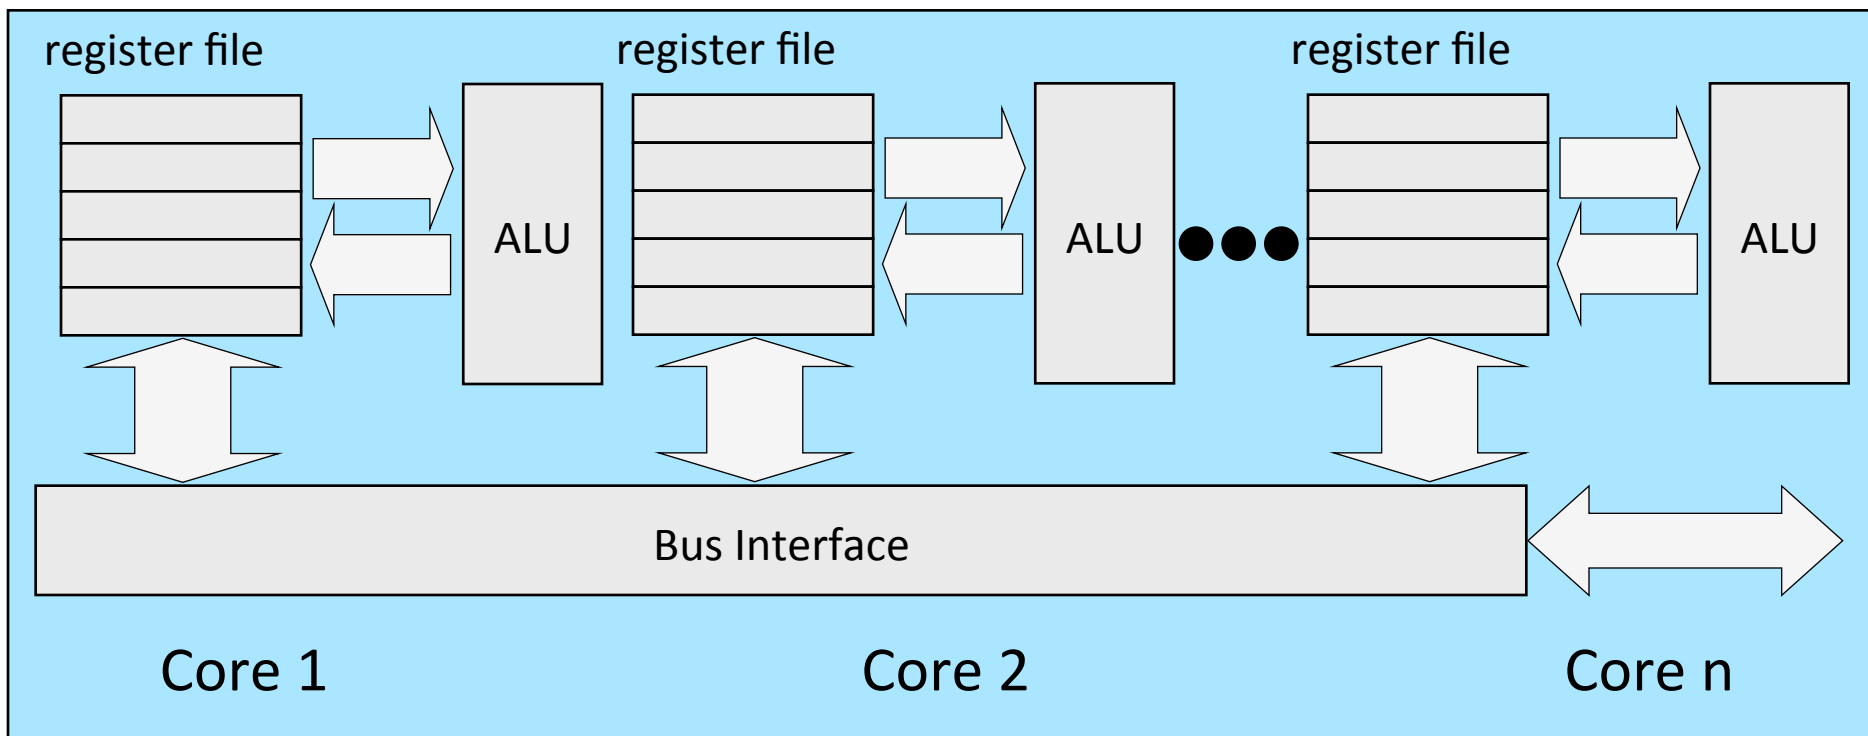 register file
register file
register file
ALU
ALU
ALU
Bus Interface
Core 1
Core 2
Core n